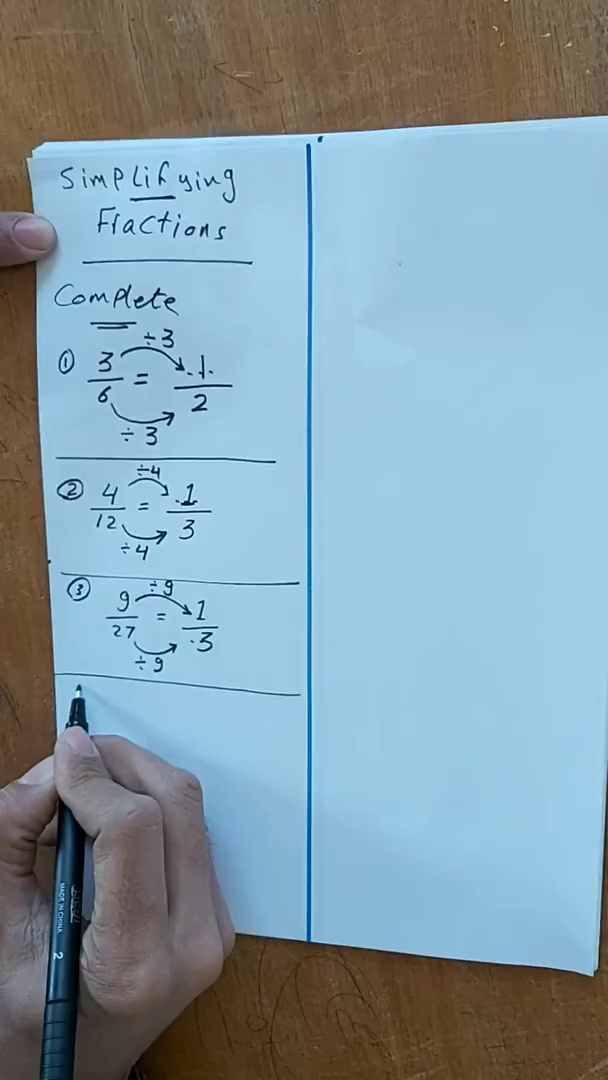 Simplifying
Fractions
Complete
① 3/6 = 1/2
÷3
÷3
② 4/12 = 1/3
÷4
÷4
③ 9/27 = 1/3
÷9
÷9
MADE IN CHINA
2